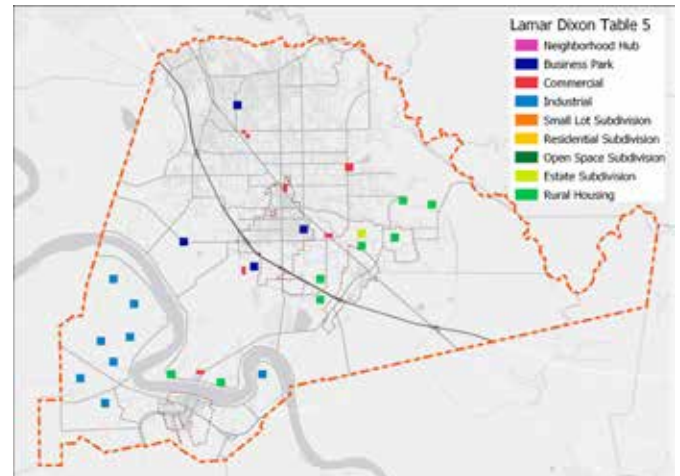 Lamar Dixon Table 5
Neighborhood Hub
Business Park
Commercial
Industrial
Small Lot Subdivision
Residential Subdivision
Open Space Subdivision
Estate Subdivision
Rural Housing